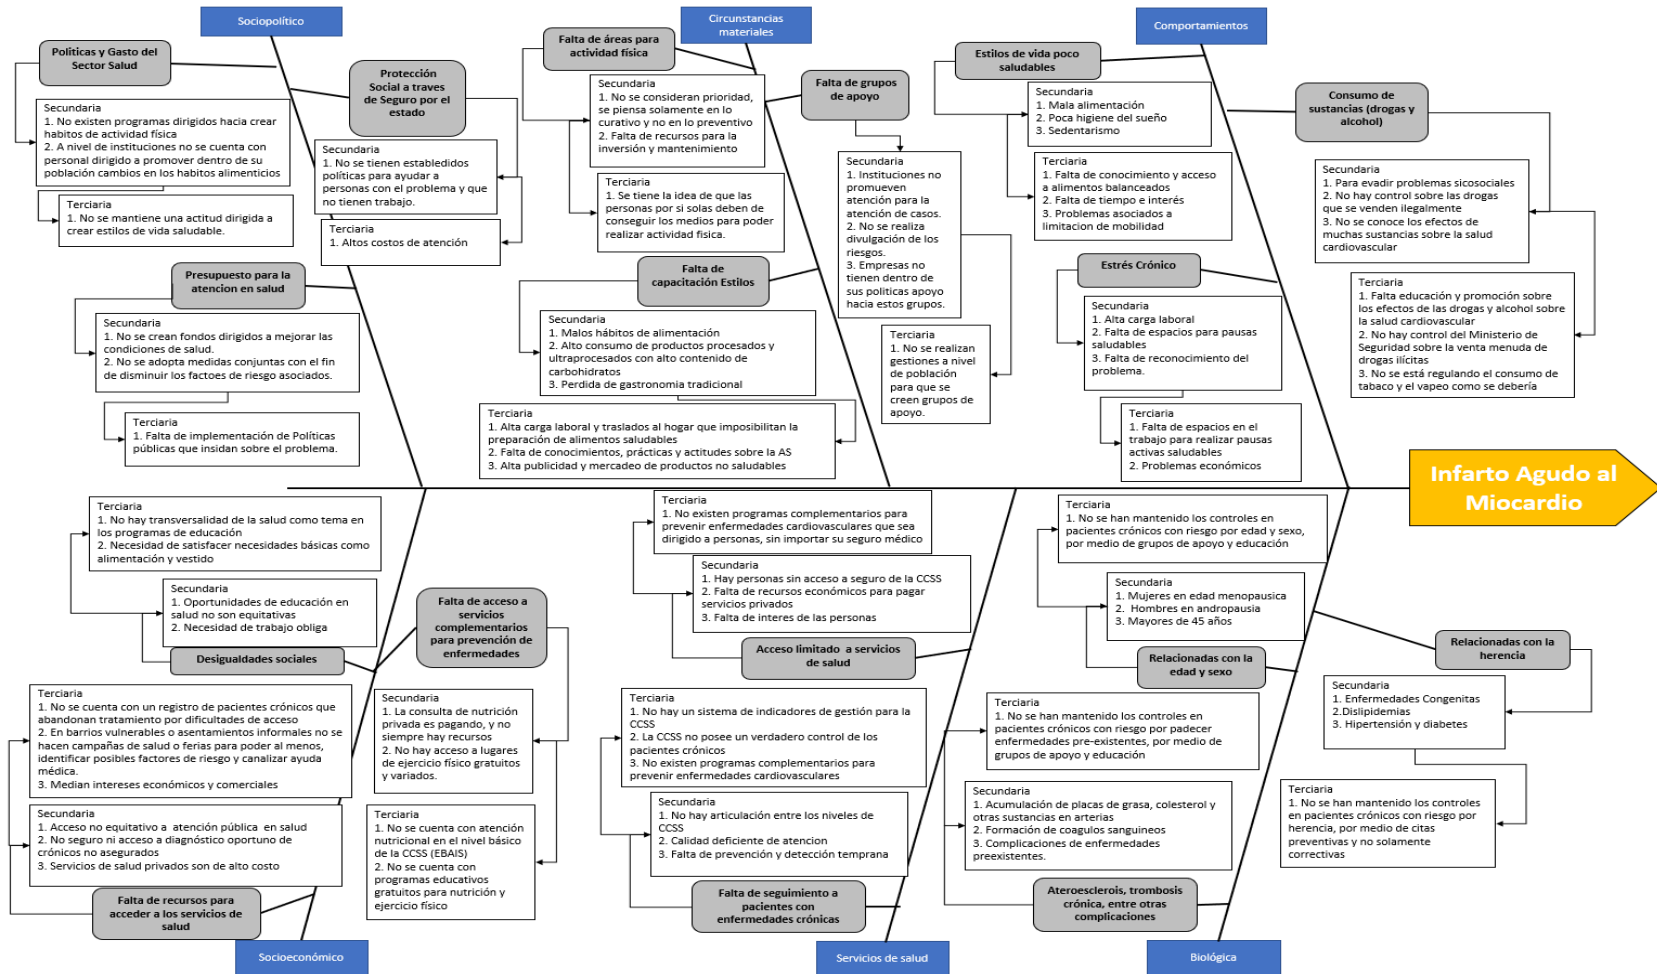 Sociopolítico
Políticas y Gasto del
Sector Salud
Secundaria
1. No existen programas dirigidos hacia crear
habitos de actividad física
2. A nivel de instituciones no se cuenta con
personal dirigido a promover dentro de su
población cambios en los habitos alimenticios
Terciaria
1. No se mantiene una actitud dirigida a
crear estilos de vida saludable.
Protección
Social a traves
de Seguro por el
estado
Secundaria
1. No se tienen establedidos
políticas para ayudar a
personas con el problema y que
no tienen trabajo.
Terciaria
1. Altos costos de atención
Presupuesto para la
atencion en salud
Secundaria
1. No se crean fondos dirigidos a mejorar las
condiciones de salud.
2. No se adopta medidas conjuntas con el fin
de disminuir los factoes de riesgo asociados.
Terciaria
1. Falta de implementación de Políticas
públicas que insidan sobre el problema.
Circunstancias
materiales
Falta de áreas para
actividad física
Secundaria
1. No se consideran prioridad,
se piensa solamente en lo
curativo y no en lo preventivo
2. Falta de recursos para la
inversión y mantenimiento
Terciaria
1. Se tiene la idea de que las
personas por si solas deben de
conseguir los medios para poder
realizar actividad fisica.
Falta de grupos
de apoyo
Secundaria
1. Instituciones no
promueven
atención para la
atención de casos.
2. No se realiza
divulgación de los
riesgos.
3. Empresas no
tienen dentro de
sus politicas apoyo
hacia estos grupos.
Terciaria
1. No se realizan
gestiones a nivel
de población
para que se
creen grupos de
apoyo.
Falta de
capacitación Estilos
Secundaria
1. Malos hábitos de alimentación
2. Alto consumo de productos procesados y
ultraprocesados con alto contenido de
carbohidratos
3. Perdida de gastronomia tradicional
Terciaria
1. Alta carga laboral y traslados al hogar que imposibilitan la
preparación de alimentos saludables
2. Falta de conocimientos, prácticas y actitudes sobre la AS
3. Alta publicidad y mercadeo de productos no saludables
Comportamientos
Estilos de vida poco
saludables
Secundaria
1. Mala alimentación
2. Poca higiene del sueño
3. Sedentarismo
Terciaria
1. Falta de conocimiento y acceso
a alimentos balanceados
2. Falta de tiempo e interés
3. Problemas asociados a
limitacion de mobilidad
Consumo de
sustancias (drogas y
alcohol)
Secundaria
1. Para evadir problemas sicosociales
2. No hay control sobre las drogas
que se venden ilegalmente
3. No se conoce los efectos de
muchas sustancias sobre la salud
cardiovascular
Terciaria
1. Falta educación y promoción sobre
los efectos de las drogas y alcohol sobre
la salud cardiovascular
2. No hay control del Ministerio de
Seguridad sobre la venta menuda de
drogas ilícitas
3. No se está regulando el consumo de
tabaco y el vapeo como se debería
Estrés Crónico
Secundaria
1. Alta carga laboral
2. Falta de espacios para pausas
saludables
3. Falta de reconocimiento del
problema.
Terciaria
1. Falta de espacios en el
trabajo para realizar pausas
activas saludables
2. Problemas económicos
Infarto Agudo al
Miocardio
Terciaria
1. No hay transversalidad de la salud como tema en
los programas de educación
2. Necesidad de satisfacer necesidades básicas como
alimentación y vestido
Secundaria
1. Oportunidades de educación en
salud no son equitativas
2. Necesidad de trabajo obliga
Desigualdades sociales
Falta de acceso a
servicios
complementarios
para prevención de
enfermedades
Secundaria
1. La consulta de nutrición
privada es pagando, y no
siempre hay recursos
2. No hay acceso a lugares
de ejercicio físico gratuitos
y variados.
Terciaria
1. No se cuenta con atención
nutricional en el nivel básico
de la CCSS (EBAIS)
2. No se cuenta con
programas educativos
gratuitos para nutrición y
ejercicio físico
Terciaria
1. No se cuenta con un registro de pacientes crónicos que
abandonan tratamiento por dificultades de acceso
2. En barrios vulnerables o asentamientos informales no se
hacen campañas de salud o ferias para poder al menos,
identificar posibles factores de riesgo y canalizar ayuda
médica.
3. Median intereses económicos y comerciales
Secundaria
1. Acceso no equitativo a atención pública en salud
2. No seguro ni acceso a diagnóstico oportuno de
crónicos no asegurados
3. Servicios de salud privados son de alto costo
Falta de recursos para
acceder a los servicios de
salud
Socioeconómico
Terciaria
1. No existen programas complementarios para
prevenir enfermedades cardiovasculares que sea
dirigido a personas, sin importar su seguro médico
Secundaria
1. Hay personas sin acceso a seguro de la CCSS
2. Falta de recursos económicos para pagar
servicios privados
3. Falta de interes de las personas
Acceso limitado a servicios
de salud
Terciaria
1. No hay un sistema de indicadores de gestión para la
CCSS
2. La CCSS no posee un verdadero control de los
pacientes crónicos
3. No existen programas complementarios para
prevenir enfermedades cardiovasculares
Secundaria
1. No hay articulación entre los niveles de
CCSS
2. Calidad deficiente de atencion
3. Falta de prevención y detección temprana
Falta de seguimiento a
pacientes con
enfermedades crónicas
Servicios de salud
Terciaria
1. No se han mantenido los controles en
pacientes crónicos con riesgo por edad y sexo,
por medio de grupos de apoyo y educación
Secundaria
1. Mujeres en edad menopausica
2. Hombres en andropausia
3. Mayores de 45 años
Relacionadas con la
edad y sexo
Relacionadas con la
herencia
Secundaria
1. Enfermedades Congenitas
2.Dislipidemias
3. Hipertensión y diabetes
Terciaria
1. No se han mantenido los controles
en pacientes crónicos con riesgo por
herencia, por medio de citas
preventivas y no solamente
correctivas
Terciaria
1. No se han mantenido los controles en
pacientes crónicos con riesgo por padecer
enfermedades pre-existentes, por medio de
grupos de apoyo y educación
Secundaria
1. Acumulación de placas de grasa, colesterol y
otras sustancias en arterias
2. Formación de coagulos sanguineos
3. Complicaciones de enfermedades
preexistentes.
Ateroesclerois, trombosis
crónica, entre otras
complicaciones
Biológica